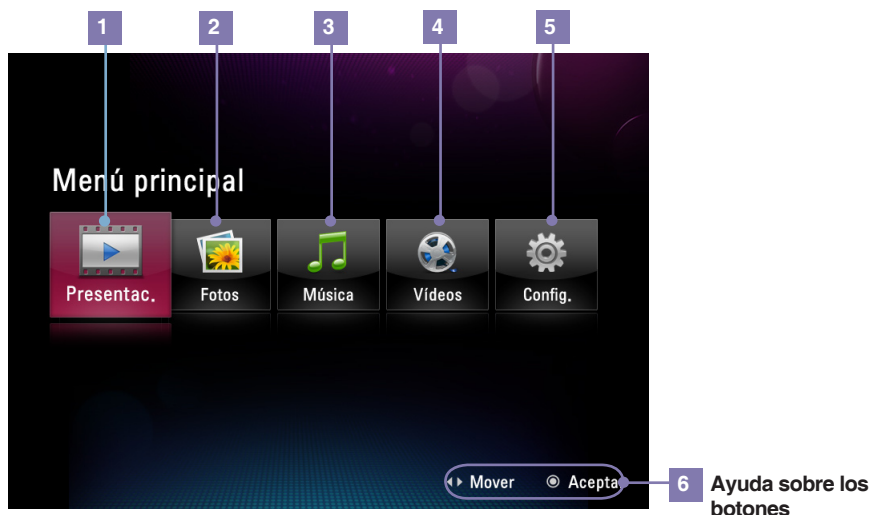 1 2 3 4 5
Menú principal
Presentac. Fotos Música Vídeos Config.
Mover Acepta
6 Ayuda sobre los
botones